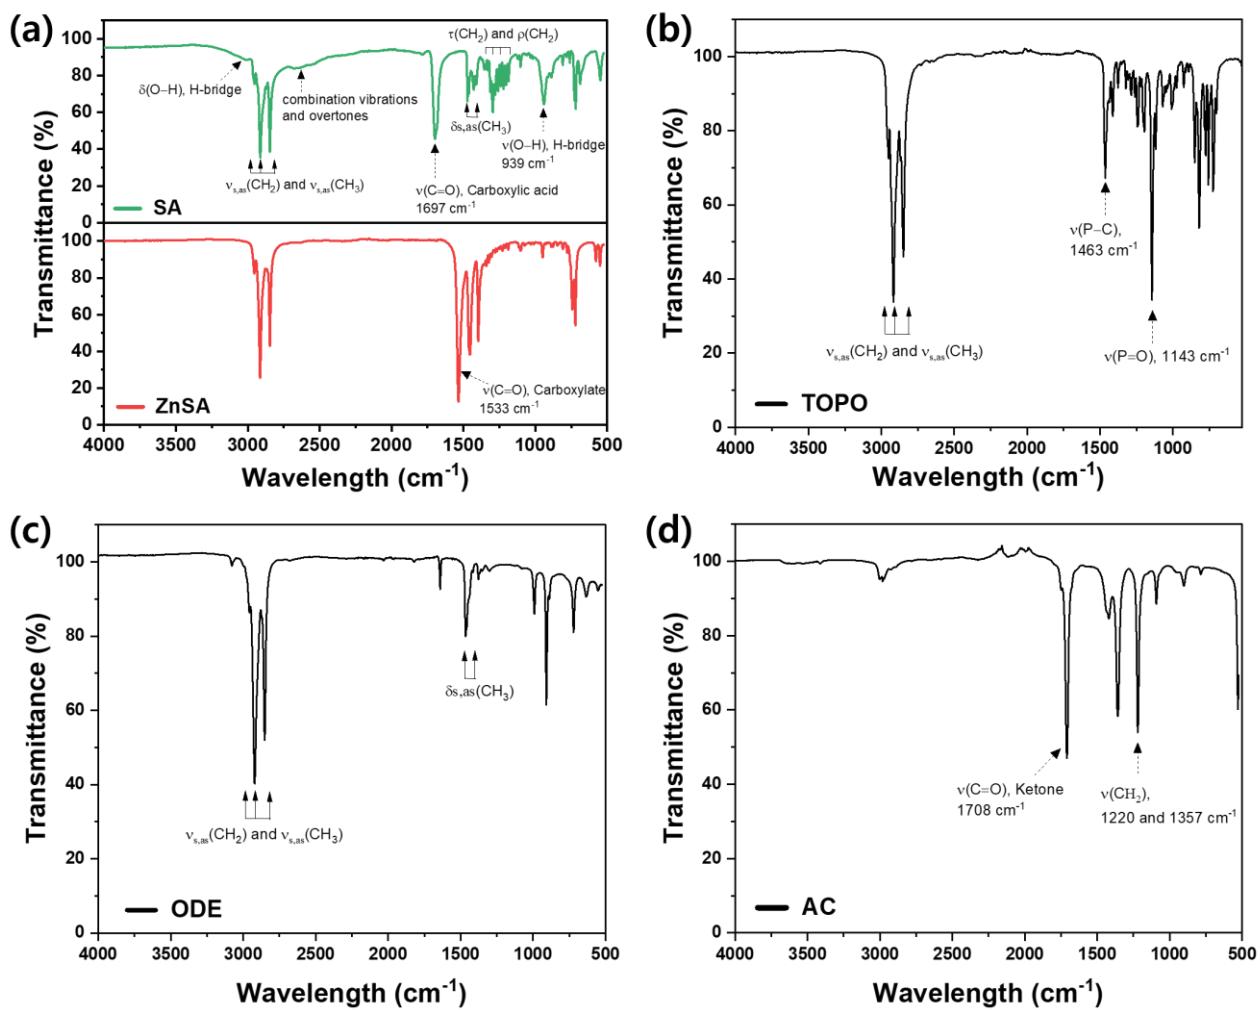 (a)
Transmittance (%)
100
80
60
40
20
0
δ(O–H), H-bridge
combination vibrations
and overtones
τ(CH₂) and ρ(CH₂)
δs,as(CH₃)
ν(O–H), H-bridge
939 cm⁻¹
νs,as(CH₂) and νs,as(CH₃)
ν(C=O), Carboxylic acid
1697 cm⁻¹
SA
Transmittance (%)
100
80
60
40
20
0
ν(C=O), Carboxylate
1533 cm⁻¹
ZnSA
4000 3500 3000 2500 2000 1500 1000 500
Wavelength (cm⁻¹)
(b)
Transmittance (%)
100
80
60
40
20
0
ν(P–C),
1463 cm⁻¹
νs,as(CH₂) and νs,as(CH₃)
ν(P=O), 1143 cm⁻¹
TOPO
4000 3500 3000 2500 2000 1500 1000
Wavelength (cm⁻¹)
(c)
Transmittance (%)
100
80
60
40
20
0
δs,as(CH₃)
νs,as(CH₂) and νs,as(CH₃)
ODE
4000 3500 3000 2500 2000 1500 1000 500
Wavelength (cm⁻¹)
(d)
Transmittance (%)
100
80
60
40
20
0
ν(C=O), Ketone
1708 cm⁻¹
ν(CH₂),
1220 and 1357 cm⁻¹
AC
4000 3500 3000 2500 2000 1500 1000 500
Wavelength (cm⁻¹)